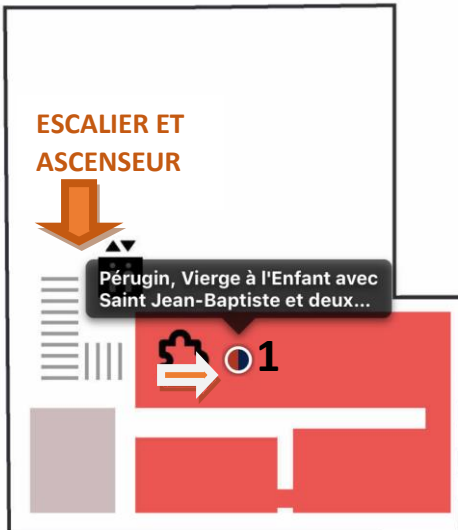 ESCALIER ET
ASCENSEUR
Pérugin, Vierge à l'Enfant avec
Saint Jean-Baptiste et deux...
1